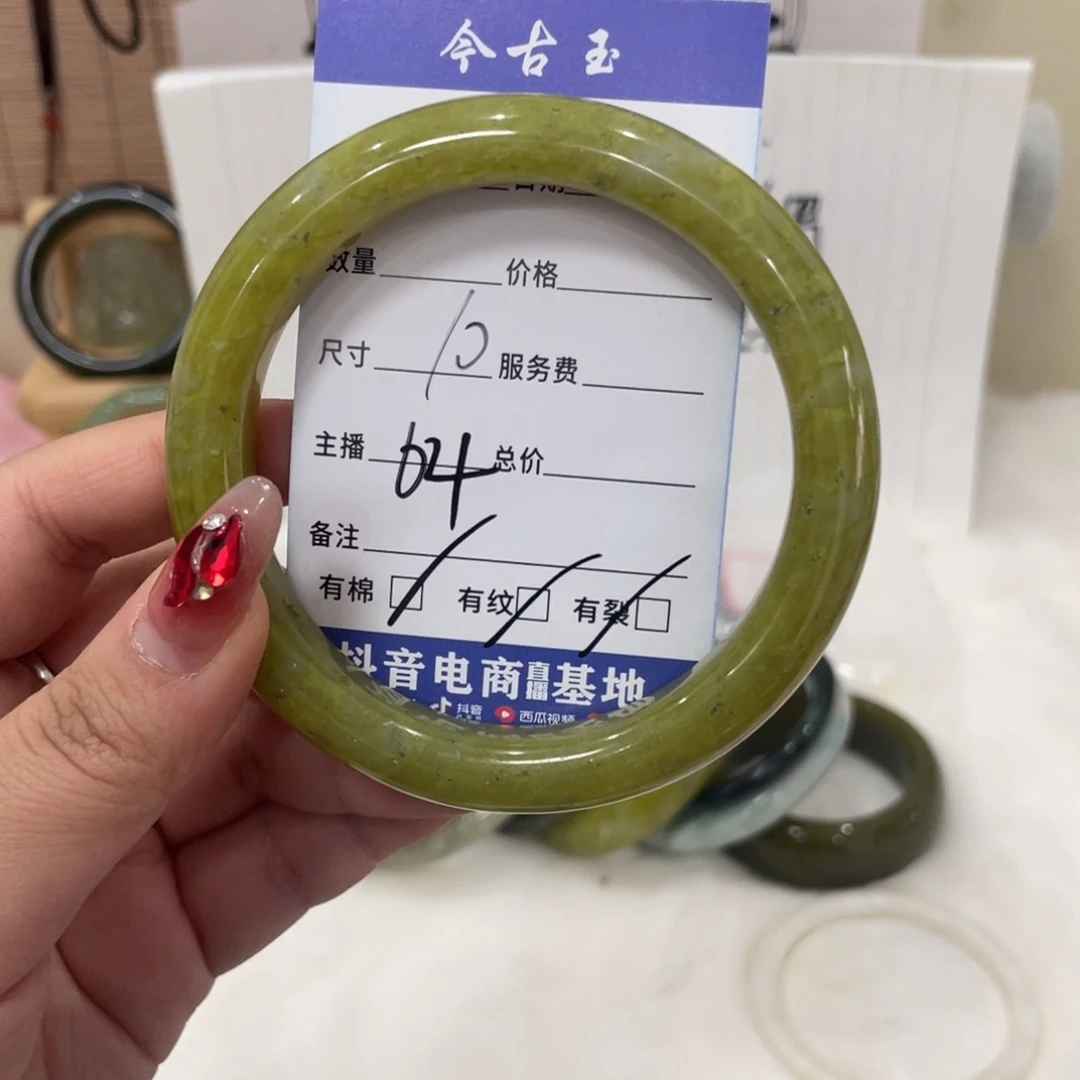 今古玉
日期
数量 价格
尺寸 10 服务费
主播 64 总价
备注
有棉 有纹 有裂
抖音电商直播基地
抖音 西瓜视频